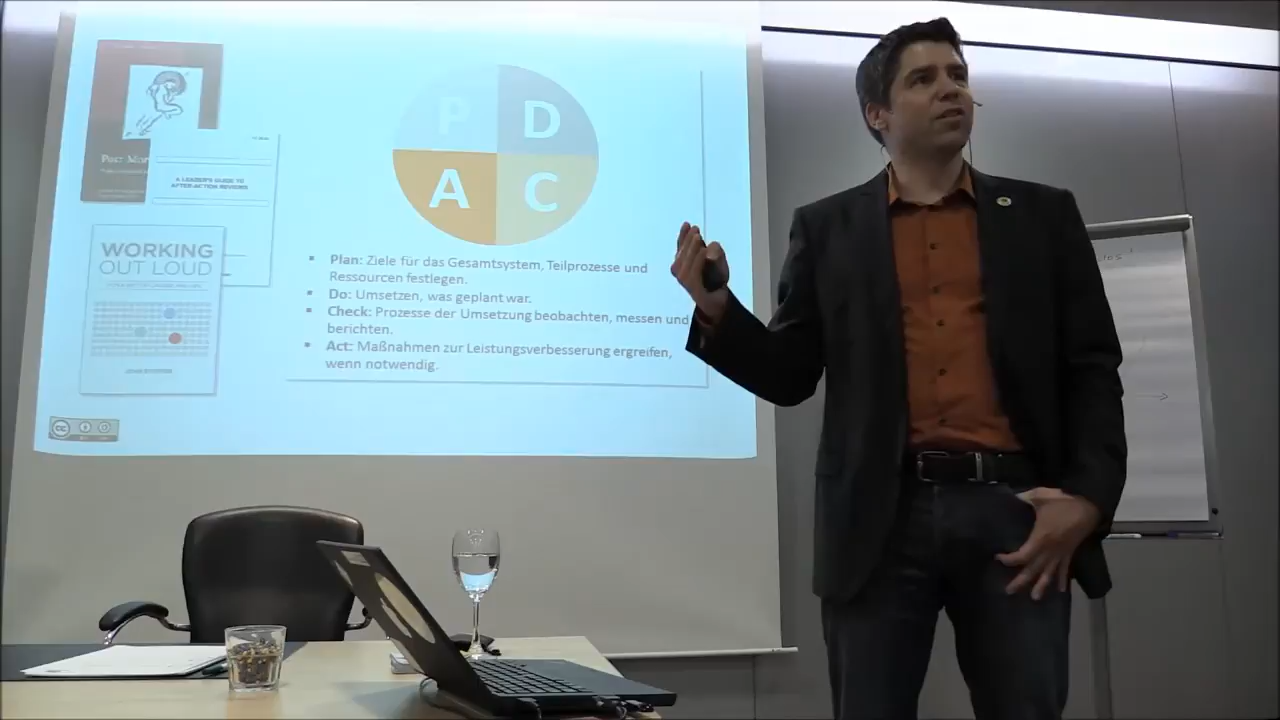 A LEADER'S GUIDE TO
AFTER-ACTION REVIEWS
WORKING
OUT LOUD
P
D
A
C
▪ Plan: Ziele für das Gesamtsystem, Teilprozesse und
Ressourcen festlegen.
▪ Do: Umsetzen, was geplant war.
▪ Check: Prozesse der Umsetzung beobachten, messen und
berichten.
▪ Act: Maßnahmen zur Leistungsverbesserung ergreifen,
wenn notwendig.
cc